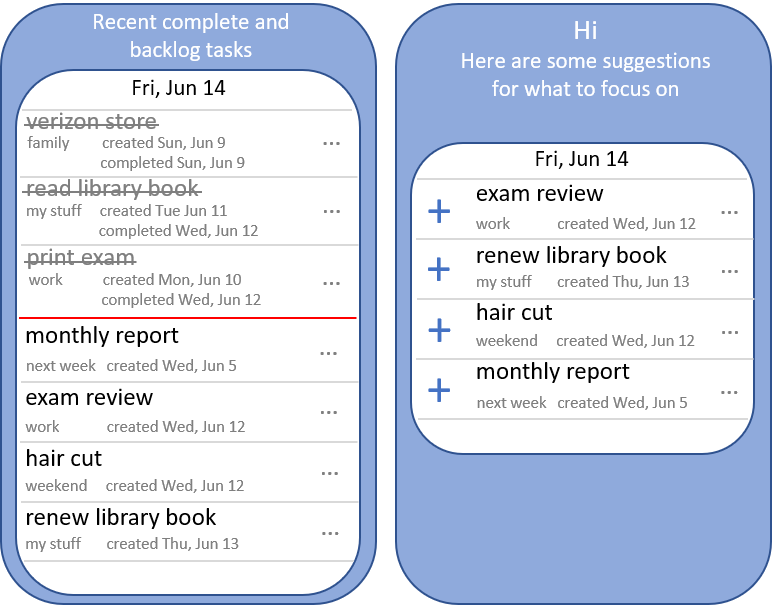 Recent complete and
backlog tasks
Fri, Jun 14
verizon store
family created Sun, Jun 9
completed Sun, Jun 9
...
read library book
my stuff created Tue Jun 11
completed Wed, Jun 12
...
print exam
work created Mon, Jun 10
completed Wed, Jun 12
...
monthly report
next week created Wed, Jun 5
...
exam review
work created Wed, Jun 12
...
hair cut
weekend created Wed, Jun 12
...
renew library book
my stuff created Thu, Jun 13
...
Hi
Here are some suggestions
for what to focus on
Fri, Jun 14
+ exam review
work created Wed, Jun 12
...
+ renew library book
my stuff created Thu, Jun 13
...
+ hair cut
weekend created Wed, Jun 12
...
+ monthly report
next week created Wed, Jun 5
...